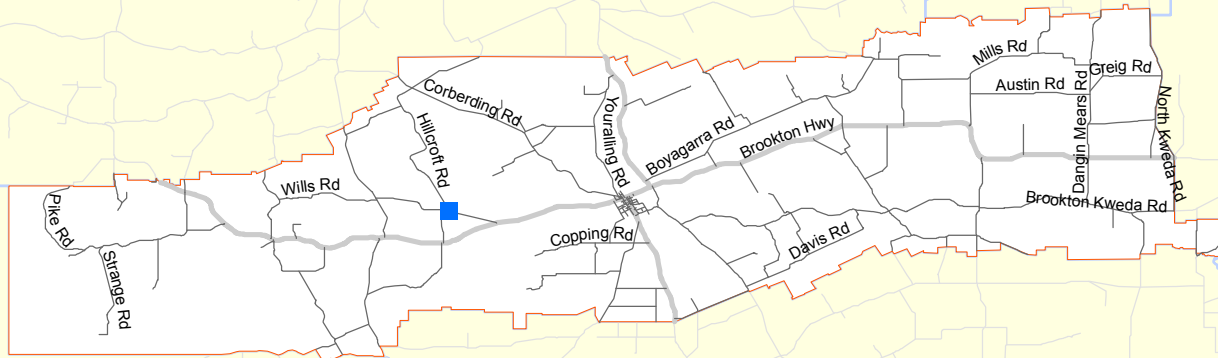 Mills Rd
Greig Rd
Austin Rd
Corberding Rd
Youralling Rd
Hillcroft Rd
Boyagarra Rd
Brookton Hwy
Dangin Mears Rd
North Kweda Rd
Wills Rd
Pike Rd
Brookton Kweda Rd
Copping Rd
Davis Rd
Strange Rd